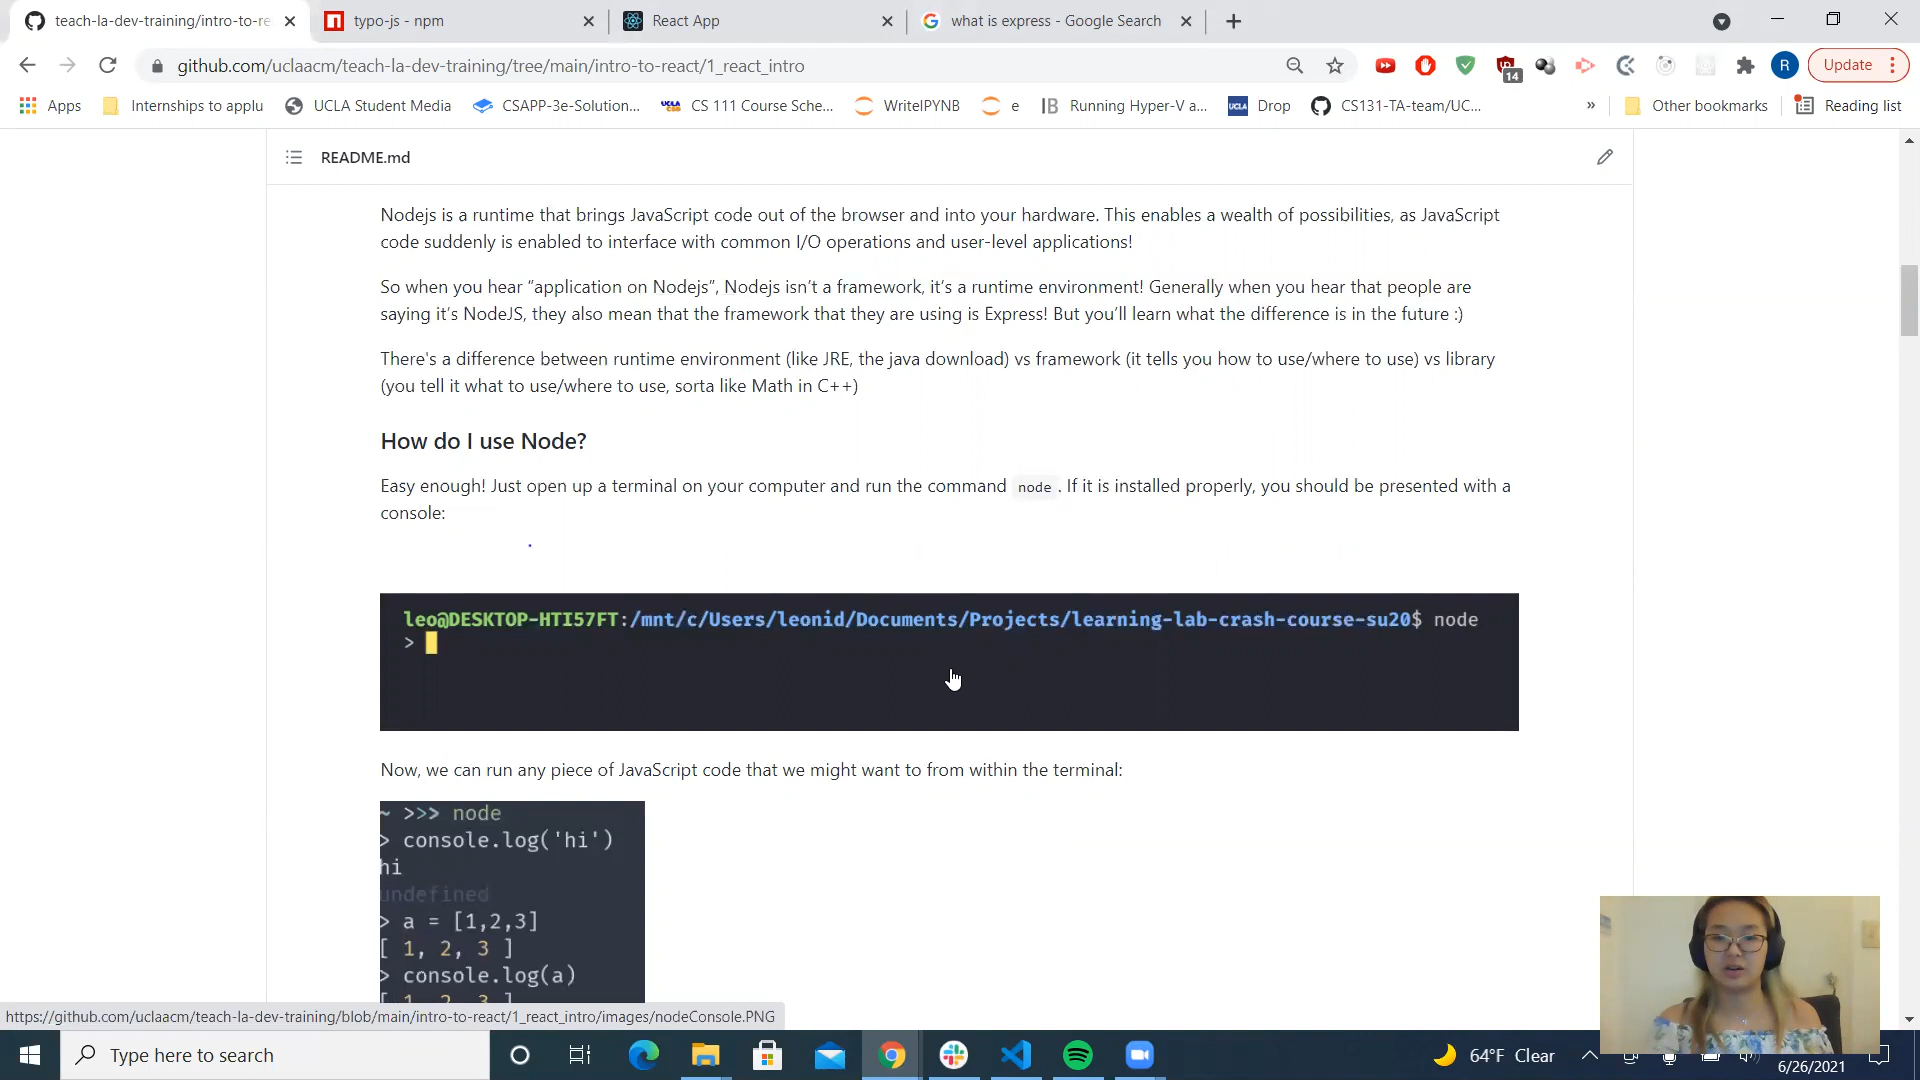 teach-la-dev-training/intro-to-re
typo-js - npm
React App
what is express - Google Search
github.com/uclaacm/teach-la-dev-training/tree/main/intro-to-react/1_react_intro
14
R
Update
Apps
Internships to applu
UCLA Student Media
CSAPP-3e-Solution...
CS 111 Course Sche...
WriteIPYNB
e
Running Hyper-V a...
Drop
CS131-TA-team/UC...
»
Other bookmarks
Reading list
README.md
Nodejs is a runtime that brings JavaScript code out of the browser and into your hardware. This enables a wealth of possibilities, as JavaScript
code suddenly is enabled to interface with common I/O operations and user-level applications!
So when you hear “application on Nodejs”, Nodejs isn’t a framework, it’s a runtime environment! Generally when you hear that people are
saying it’s NodeJS, they also mean that the framework that they are using is Express! But you’ll learn what the difference is in the future :)
There's a difference between runtime environment (like JRE, the java download) vs framework (it tells you how to use/where to use) vs library
(you tell it what to use/where to use, sorta like Math in C++)
How do I use Node?
Easy enough! Just open up a terminal on your computer and run the command node. If it is installed properly, you should be presented with a
console:
leo@DESKTOP-HTI57FT:/mnt/c/Users/leonid/Documents/Projects/learning-lab-crash-course-su20$ node
>
Now, we can run any piece of JavaScript code that we might want to from within the terminal:
~ >>> node
> console.log('hi')
hi
undefined
> a = [1,2,3]
[ 1, 2, 3 ]
> console.log(a)
[ 1, 2, 3 ]
https://github.com/uclaacm/teach-la-dev-training/blob/main/intro-to-react/1_react_intro/images/nodeConsole.PNG
Type here to search
64°F Clear
6/26/2021